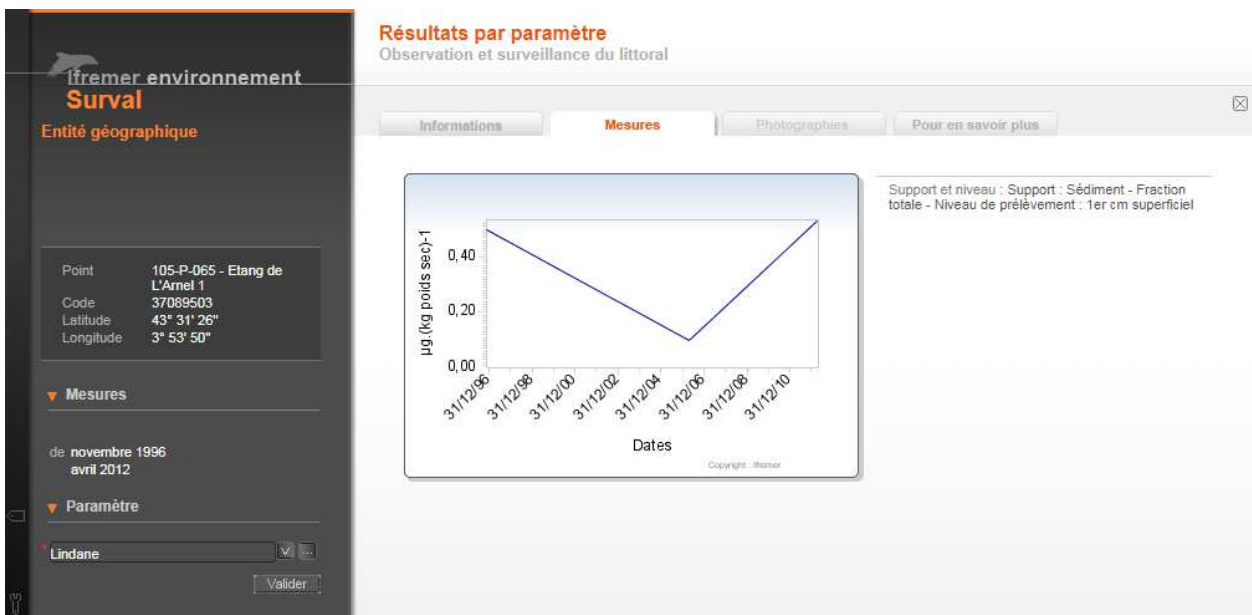 Ifremer environnement
Surval
Entité géographique
Point 105-P-065 - Etang de
L'Arnel 1
Code 37089503
Latitude 43° 31' 26"
Longitude 3° 53' 50"
Mesures
de novembre 1996
avril 2012
Paramètre
* Lindane
...
Valider
Résultats par paramètre
Observation et surveillance du littoral
Informations
Mesures
Photographies
Pour en savoir plus
µg.(kg poids sec)-1
0,40
0,20
0,00
31/12/96
31/12/98
31/12/00
31/12/02
31/12/04
31/12/06
31/12/08
31/12/10
Dates
Copyright : Ifremer
Support et niveau : Support : Sédiment - Fraction
totale - Niveau de prélèvement : 1er cm superficiel